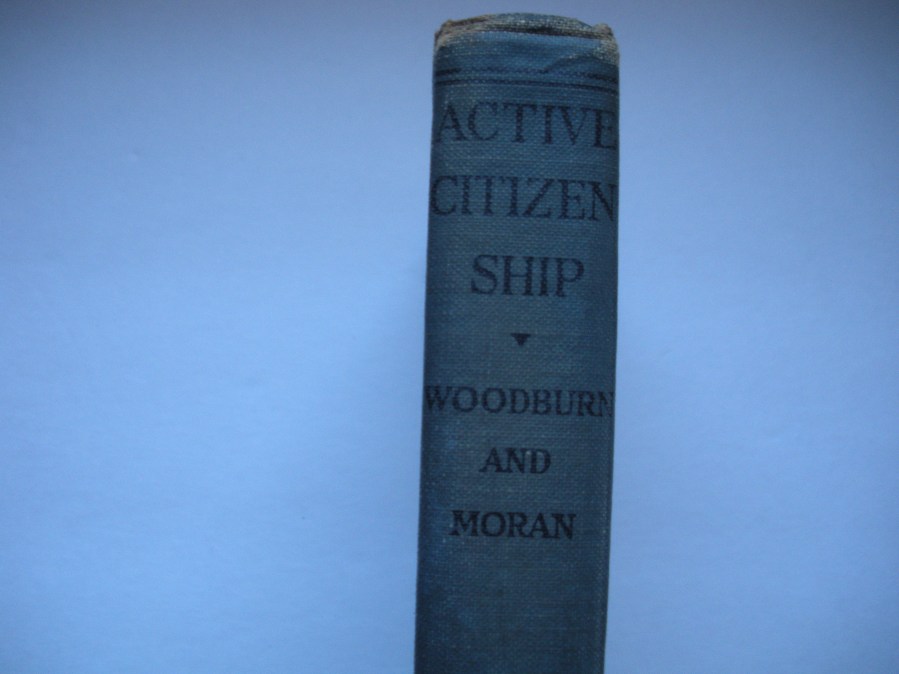 ACTIVE
CITIZEN
SHIP
WOODBURN
AND
MORAN